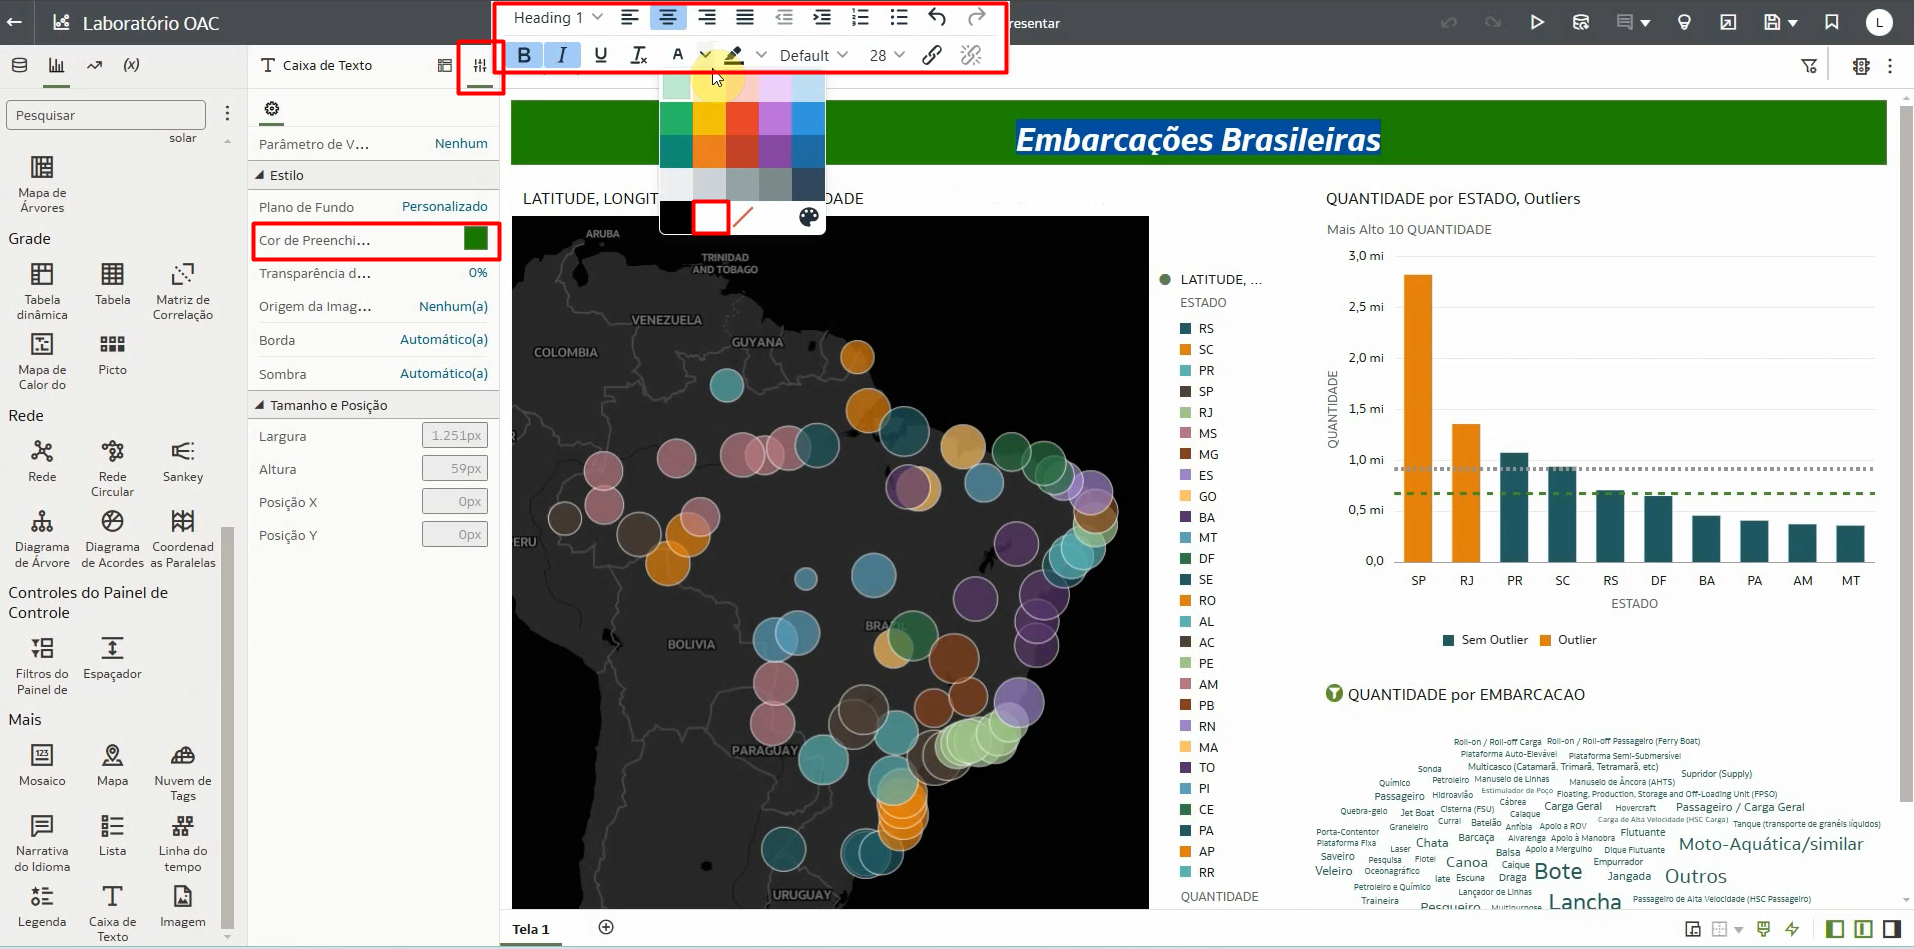 Laboratório OAC
Heading 1
resentar
L
B I U Tx A Default 28
(x)
Caixa de Texto
Pesquisar
solar
Mapa de
Árvores
Grade
Tabela
dinâmica
Tabela
Matriz de
Correlação
Mapa de
Calor do
Picto
Rede
Rede
Rede
Circular
Sankey
Diagrama
de Árvore
Diagrama
de Acordes
Coordenad
as Paralelas
Controles do Painel de
Controle
Filtros do
Painel de
Espaçador
Mais
123
Mosaico
Mapa
Nuvem de
Tags
Narrativa
do Idioma
Lista
Linha do
tempo
Legenda
Caixa de
Texto
Imagem
Parâmetro de V... Nenhum
Estilo
Plano de Fundo Personalizado
Cor de Preenchi...
Transparência d... 0%
Origem da Imag... Nenhum(a)
Borda Automático(a)
Sombra Automático(a)
Tamanho e Posição
Largura 1.251px
Altura 59px
Posição X 0px
Posição Y 0px
Embarcações Brasileiras
LATITUDE, LONGIT
DADE
ARUBA
TRINIDAD
AND TOBAGO
VENEZUELA
GUYANA
COLOMBIA
ERU
BOLIVIA
PARAGUAY
URUGUAY
LATITUDE, ...
ESTADO
RS
SC
PR
SP
RJ
MS
MG
ES
GO
BA
MT
DF
SE
RO
AL
AC
PE
AM
PB
RN
MA
TO
PI
CE
PA
AP
RR
QUANTIDADE
QUANTIDADE por ESTADO, Outliers
Mais Alto 10 QUANTIDADE
3,0 mi
2,5 mi
2,0 mi
1,5 mi
1,0 mi
0,5 mi
0,0
QUANTIDADE
SP RJ PR SC RS DF BA PA AM MT
ESTADO
Sem Outlier Outlier
QUANTIDADE por EMBARCACAO
Roll-on / Roll-off Carga Roll-on / Roll-off Passageiro (Ferry Boat)
Plataforma Auto-Elevável Plataforma Semi-Submersível
Sonda Multicasco (Catamarã, Trimarã, Tetramarã, etc)
Químico Petroleiro Manuseio de Linhas Manuselo de Âncora (AHTS) Supridor (Supply)
Passageiro Hidroavião Estimulador de Poço Floating, Production, Storage and Off-Loading Unit (FPSO)
Quebra-gelo Jet Boat Cisterna (FSU) Cábrea Carga Geral Hovercraft Passageiro / Carga Geral
Graneleiro Curral Batelão Calaque Anfíbia Apoio a ROV Carga de Alta Velocidade (HSC Carga) Tanque (transporte de granéis líquidos)
Porta-Contentor Barcaça Alvarenga Apoio à Manobra Flutuante
Plataforma Fixa Laser Chata Balsa Apoio a Mergulho Dique Flutuante Moto-Aquática/similar
Saveiro Pesquisa Flotel Canoa Caique Bote Empurrador
Veleiro Oceonagráfico Iate Escuna Draga Jangada Outros
Petroleiro e Químico Lançador de Linhas
Traineira Pesqueiro Multipurpose Lancha Passageiro de Alta Velocidade (HSC Passageiro)
Tela 1